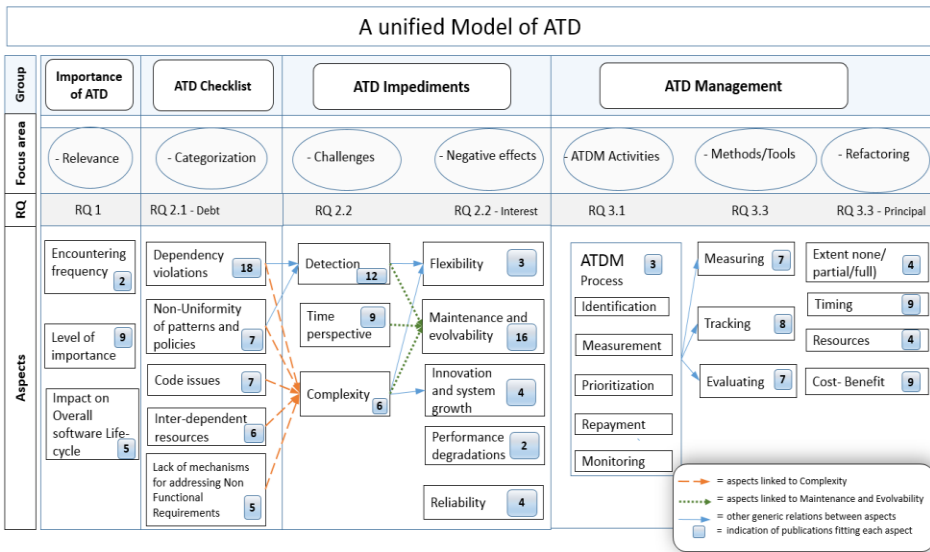 A unified Model of ATD
Group
Importance
of ATD
ATD Checklist
ATD Impediments
ATD Management
Focus area
- Relevance
- Categorization
- Challenges
- Negative effects
- ATDM Activities
- Methods/Tools
- Refactoring
RQ
RQ 1
RQ 2.1 - Debt
RQ 2.2
RQ 2.2 - Interest
RQ 3.1
RQ 3.3
RQ 3.3 - Principal
Aspects
Encountering
frequency
2
Level of
importance
9
Impact on
Overall
software Life-
cycle
5
Dependency
violations
18
Non-Uniformity
of patterns and
policies
7
Code issues
7
Inter-dependent
resources
6
Lack of mechanisms
for addressing Non
Functional
Requirements
5
Detection
12
Time
perspective
9
Complexity
6
Flexibility
3
Maintenance and
evolvability
16
Innovation
and system
growth
4
Performance
degradations
2
Reliability
4
ATDM
Process
3
Identification
Measurement
Prioritization
Repayment
Monitoring
Measuring
7
Tracking
8
Evaluating
7
Extent none/
partial/full)
4
Timing
9
Resources
4
Cost- Benefit
9
= aspects linked to Complexity
= aspects linked to Maintenance and Evolvability
= other generic relations between aspects
= indication of publications fitting each aspect